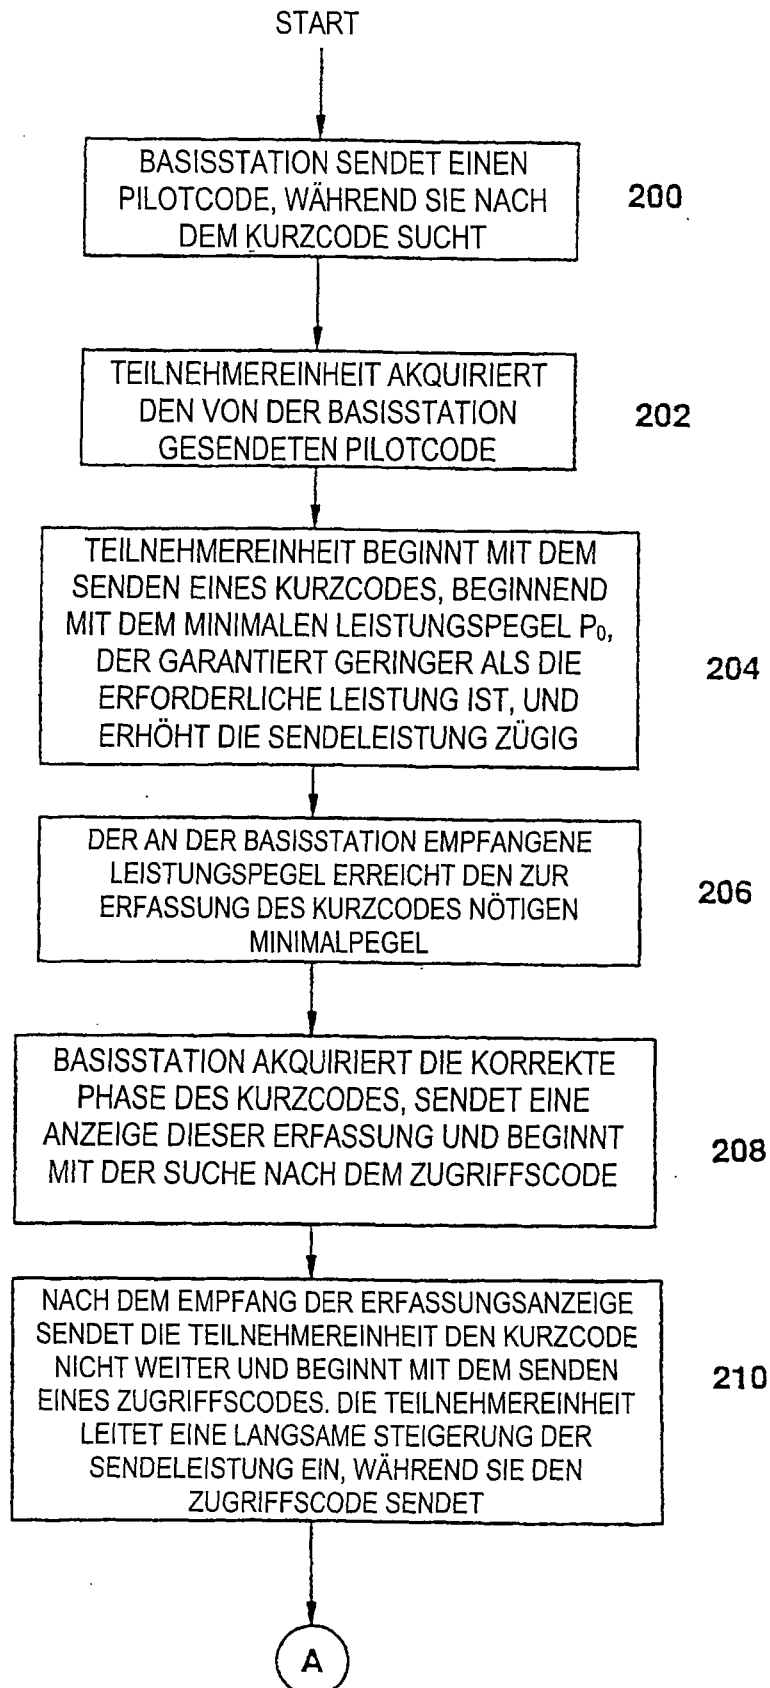 START
BASISSTATION SENDET EINEN
PILOTCODE, WÄHREND SIE NACH
DEM KURZCODE SUCHT
200
TEILNEHMEREINHEIT AKQUIRIERT
DEN VON DER BASISSTATION
GESENDETEN PILOTCODE
202
TEILNEHMEREINHEIT BEGINNT MIT DEM
SENDEN EINES KURZCODES, BEGINNEND
MIT DEM MINIMALEN LEISTUNGSPEGEL P₀,
DER GARANTIERT GERINGER ALS DIE
ERFORDERLICHE LEISTUNG IST, UND
ERHÖHT DIE SENDELEISTUNG ZÜGIG
204
DER AN DER BASISSTATION EMPFANGENE
LEISTUNGSPEGEL ERREICHT DEN ZUR
ERFASSUNG DES KURZCODES NÖTIGEN
MINIMALPEGEL
206
BASISSTATION AKQUIRIERT DIE KORREKTE
PHASE DES KURZCODES, SENDET EINE
ANZEIGE DIESER ERFASSUNG UND BEGINNT
MIT DER SUCHE NACH DEM ZUGRIFFSCODE
208
NACH DEM EMPFANG DER ERFASSUNGSANZEIGE
SENDET DIE TEILNEHMEREINHEIT DEN KURZCODE
NICHT WEITER UND BEGINNT MIT DEM SENDEN
EINES ZUGRIFFSCODES. DIE TEILNEHMEREINHEIT
LEITET EINE LANGSAME STEIGERUNG DER
SENDELEISTUNG EIN, WÄHREND SIE DEN
ZUGRIFFSCODE SENDET
210
A